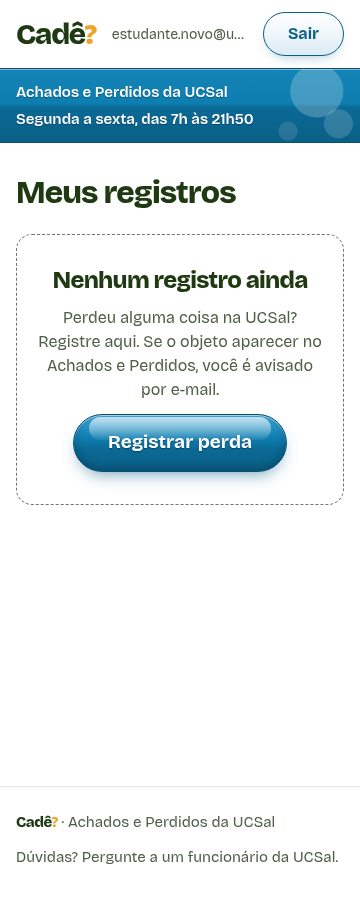 Cadê? estudante.novo@u... Sair
Achados e Perdidos da UCSal
Segunda a sexta, das 7h às 21h50
Meus registros
Nenhum registro ainda
Perdeu alguma coisa na UCSal?
Registre aqui. Se o objeto aparecer no
Achados e Perdidos, você é avisado
por e-mail.
Registrar perda
Cadê? · Achados e Perdidos da UCSal
Dúvidas? Pergunte a um funcionário da UCSal.